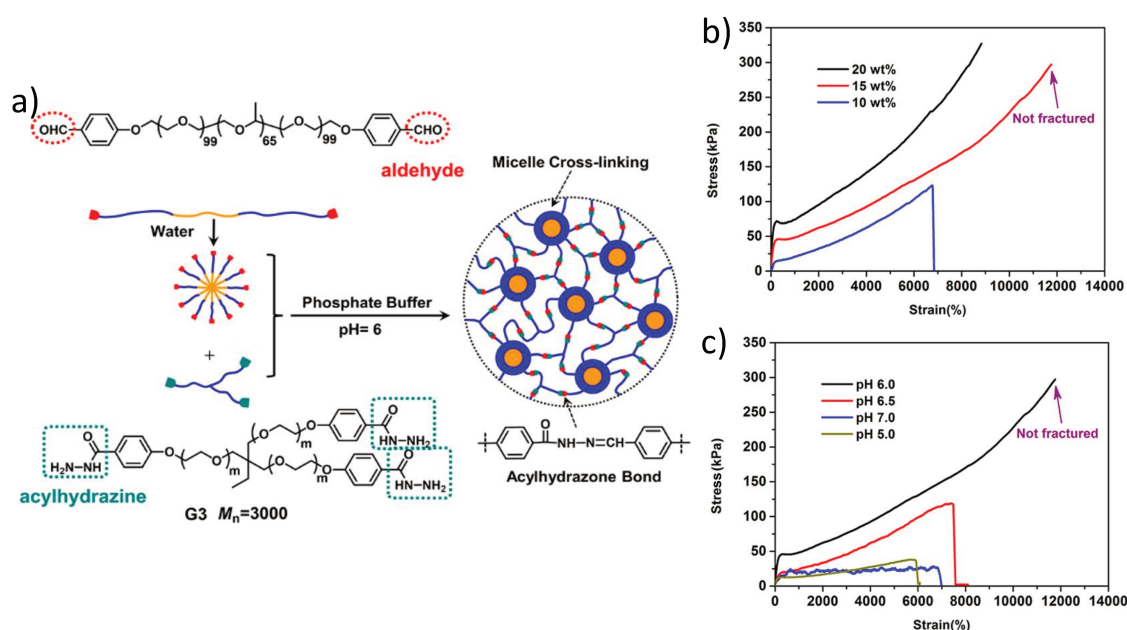 a)
OHC
O
O
99
O
65
O
99
O
CHO
aldehyde
Water
+
Phosphate Buffer
pH= 6
Micelle Cross-linking
O
H₂N–NH
O
O
m
O
m
O
m
O
O
O
HN–NH₂
O
HN–NH₂
acylhydrazine
G3 Mn=3000
O
C–NH–N=CH
Acylhydrazone Bond
b)
Stress(kPa)
350
300
250
200
150
100
50
0
20 wt%
15 wt%
10 wt%
Not fractured
0 2000 4000 6000 8000 10000 12000 14000
Strain(%)
c)
Stress(kPa)
350
300
250
200
150
100
50
0
pH 6.0
pH 6.5
pH 7.0
pH 5.0
Not fractured
0 2000 4000 6000 8000 10000 12000 14000
Strain(%)